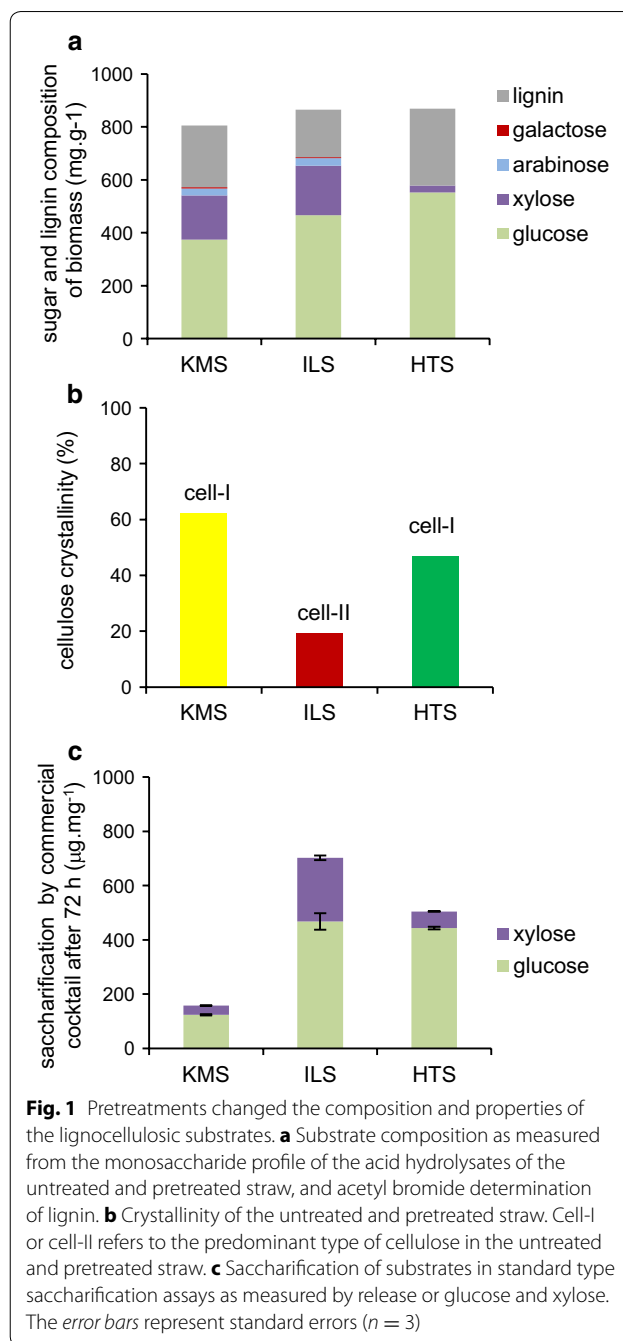 a
sugar and lignin composition
of biomass (mg.g-1)
1000
800
600
400
200
0
KMS ILS HTS
lignin
galactose
arabinose
xylose
glucose
b
cellulose crystallinity (%)
100
80
60
40
20
0
cell-I
cell-II
cell-I
KMS ILS HTS
c
saccharification by commercial
cocktail after 72 h (µg.mg-1)
1000
800
600
400
200
0
KMS ILS HTS
xylose
glucose
Fig. 1 Pretreatments changed the composition and properties of
the lignocellulosic substrates. a Substrate composition as measured
from the monosaccharide profile of the acid hydrolysates of the
untreated and pretreated straw, and acetyl bromide determination
of lignin. b Crystallinity of the untreated and pretreated straw. Cell-I
or cell-II refers to the predominant type of cellulose in the untreated
and pretreated straw. c Saccharification of substrates in standard type
saccharification assays as measured by release or glucose and xylose.
The error bars represent standard errors (n = 3)